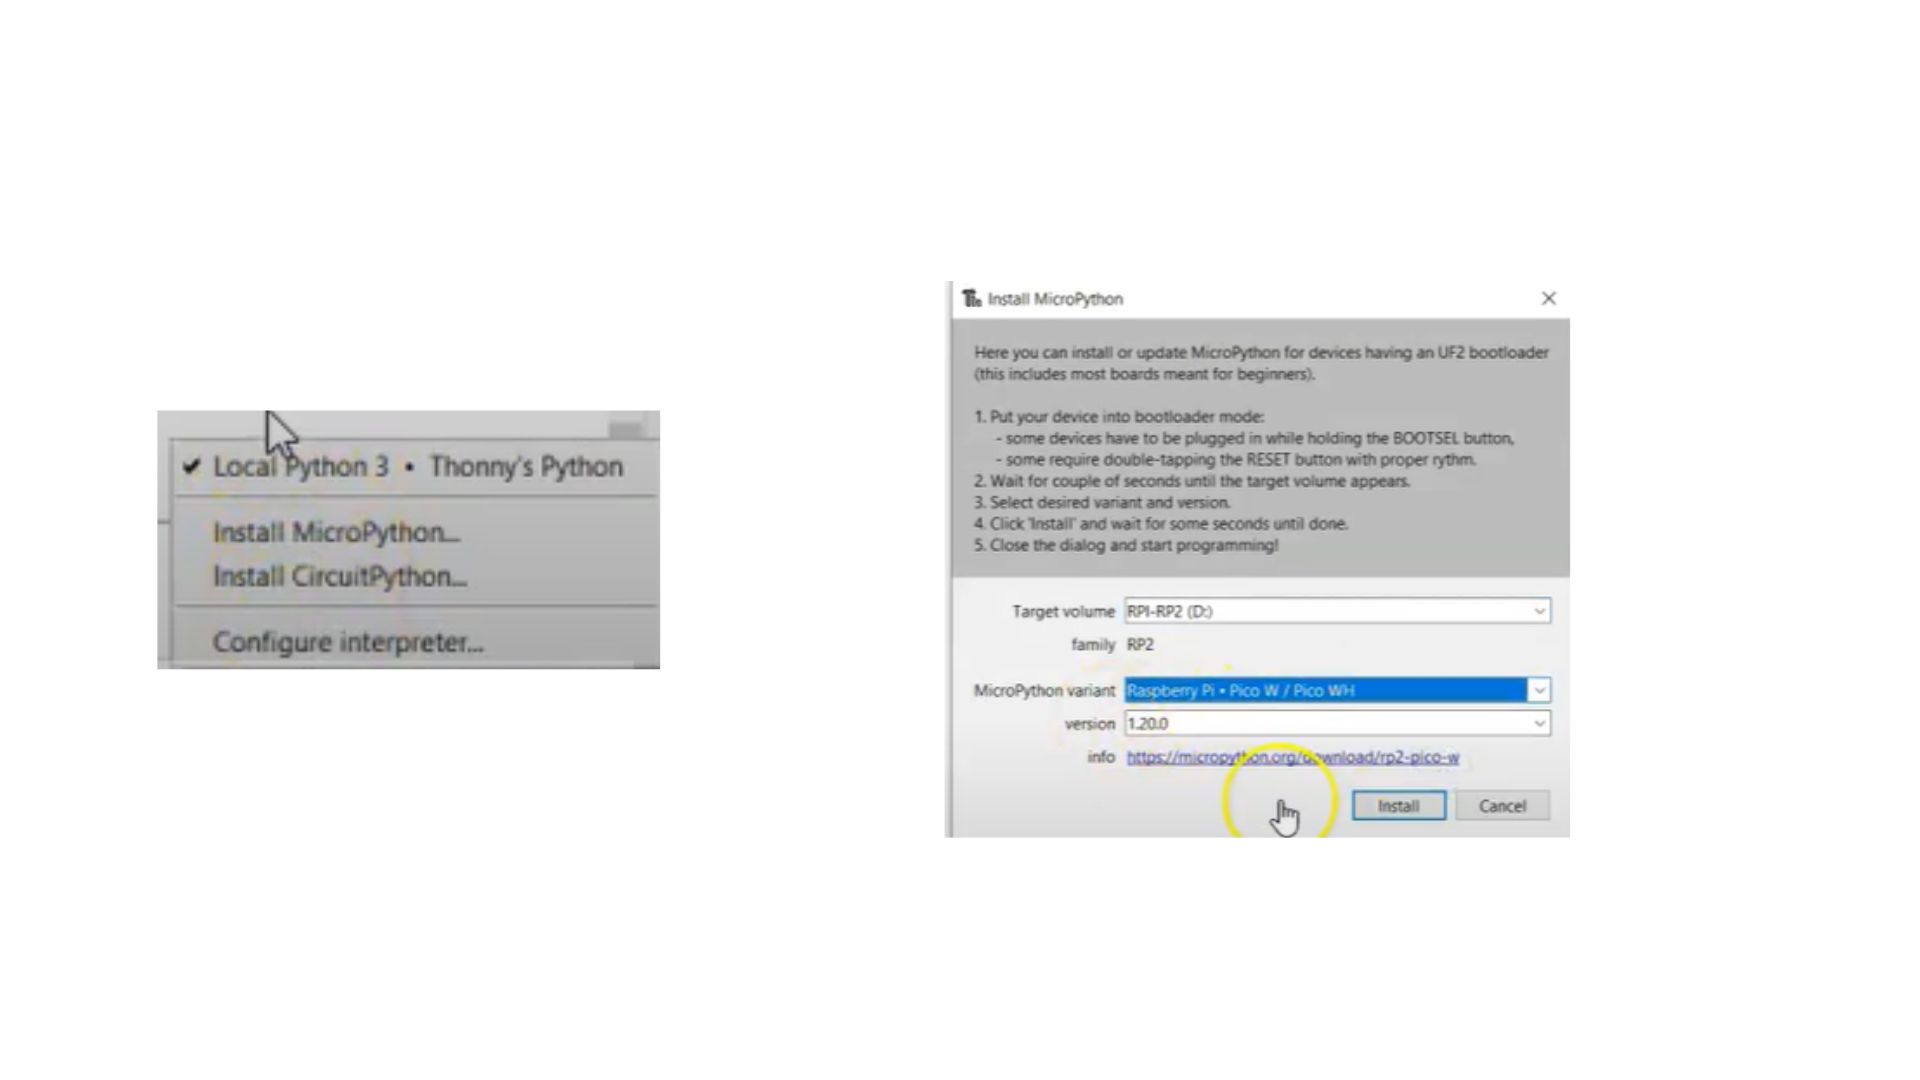 Local Python 3 • Thonny's Python
Install MicroPython...
Install CircuitPython...
Configure interpreter...
Install MicroPython
Here you can install or update MicroPython for devices having an UF2 bootloader
(this includes most boards meant for beginners).
1. Put your device into bootloader mode:
- some devices have to be plugged in while holding the BOOTSEL button,
- some require double-tapping the RESET button with proper rythm.
2. Wait for couple of seconds until the target volume appears.
3. Select desired variant and version.
4. Click 'Install' and wait for some seconds until done.
5. Close the dialog and start programming!
Target volume RPI-RP2 (D:)
family RP2
MicroPython variant Raspberry Pi • Pico W / Pico WH
version 1.20.0
info https://micropython.org/download/rp2-pico-w
Install Cancel